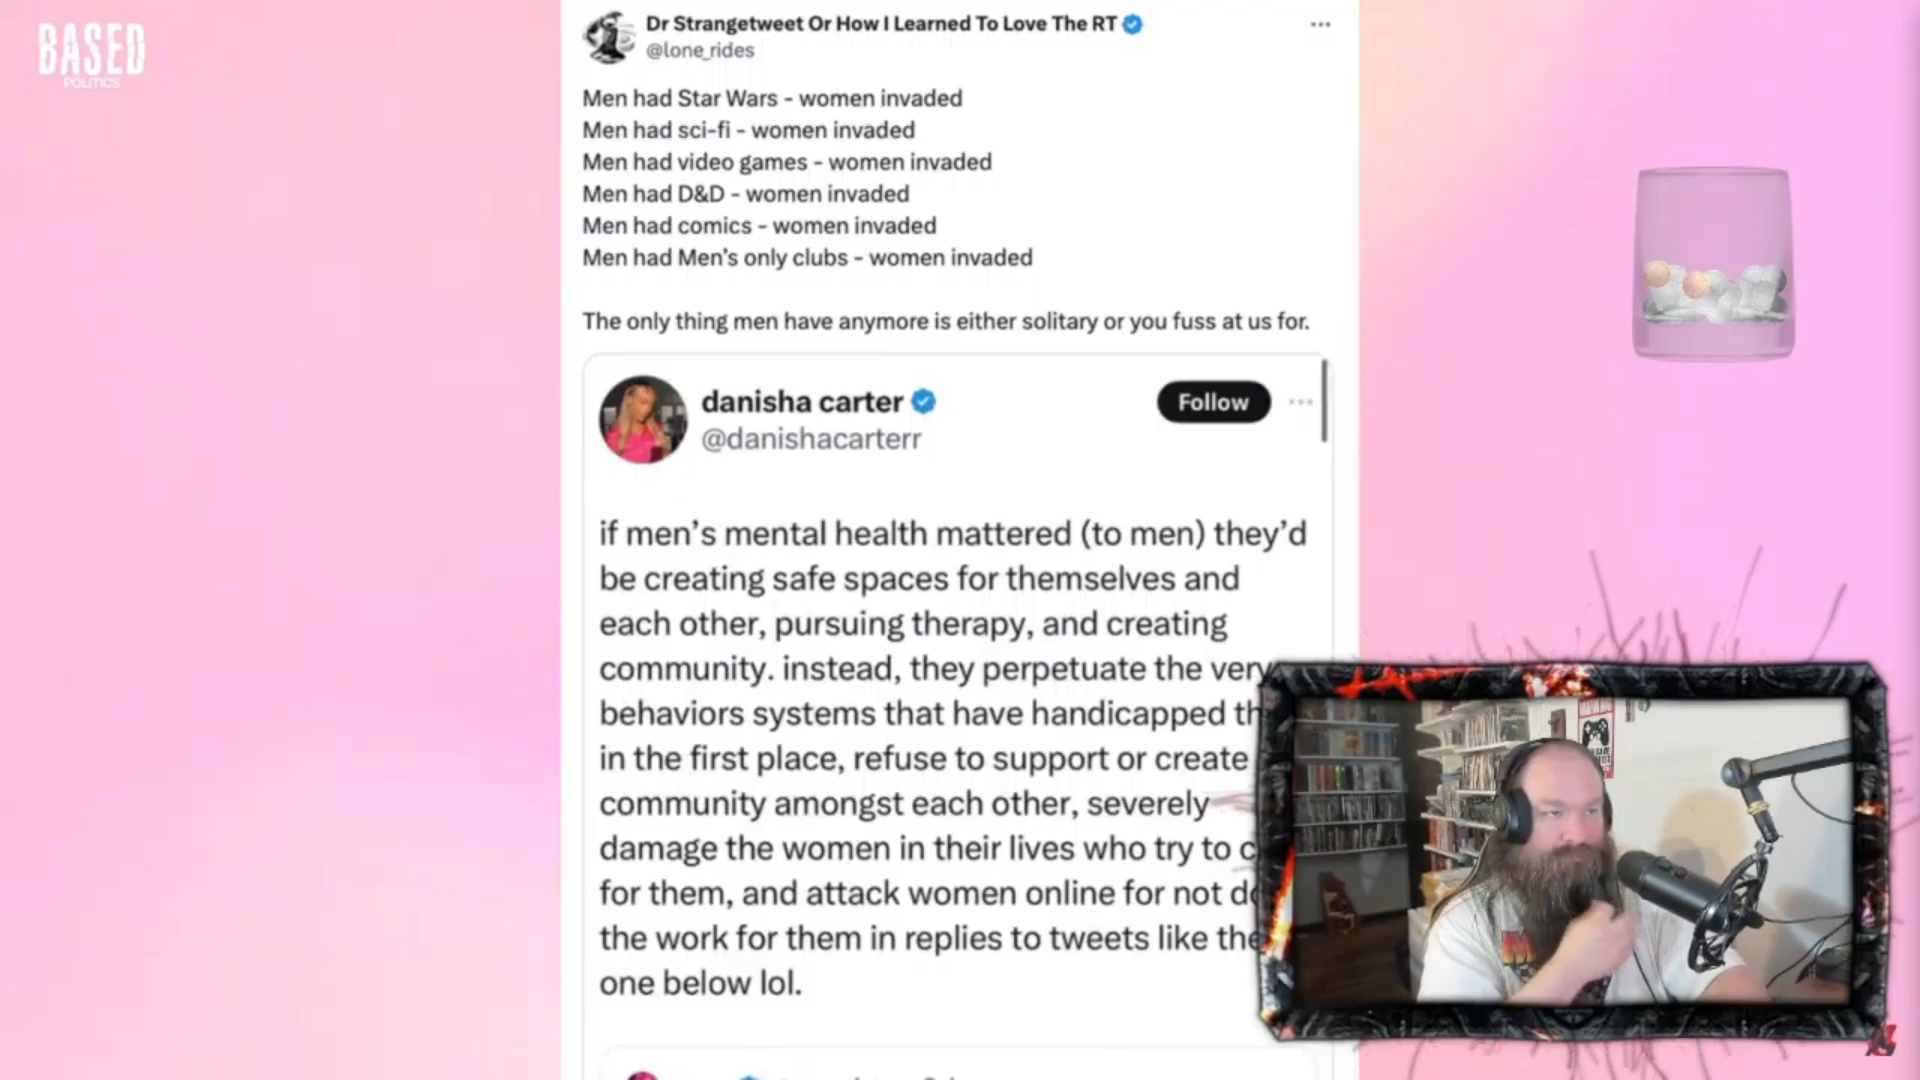 BASED
POLITICS
Dr Strangetweet Or How I Learned To Love The RT
@lone_rides
Men had Star Wars - women invaded
Men had sci-fi - women invaded
Men had video games - women invaded
Men had D&D - women invaded
Men had comics - women invaded
Men had Men's only clubs - women invaded
The only thing men have anymore is either solitary or you fuss at us for.
danisha carter
@danishacarterr
Follow
if men's mental health mattered (to men) they'd
be creating safe spaces for themselves and
each other, pursuing therapy, and creating
community. instead, they perpetuate the very
behaviors systems that have handicapped
in the first place, refuse to support or create
community amongst each other, severely
damage the women in their lives who try to
for them, and attack women online for not
the work for them in replies to tweets like
one below lol.